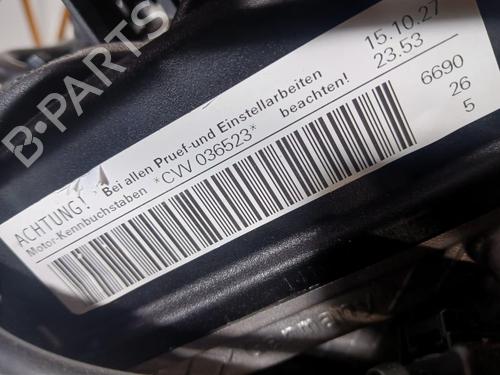 B-PARTS
ACHTUNG! Bei allen Pruef-und Einstellarbeiten
beachten!
Motor-Kennbuchstaben *CVV 036523*
15.10.27
23.53
6690
26
5